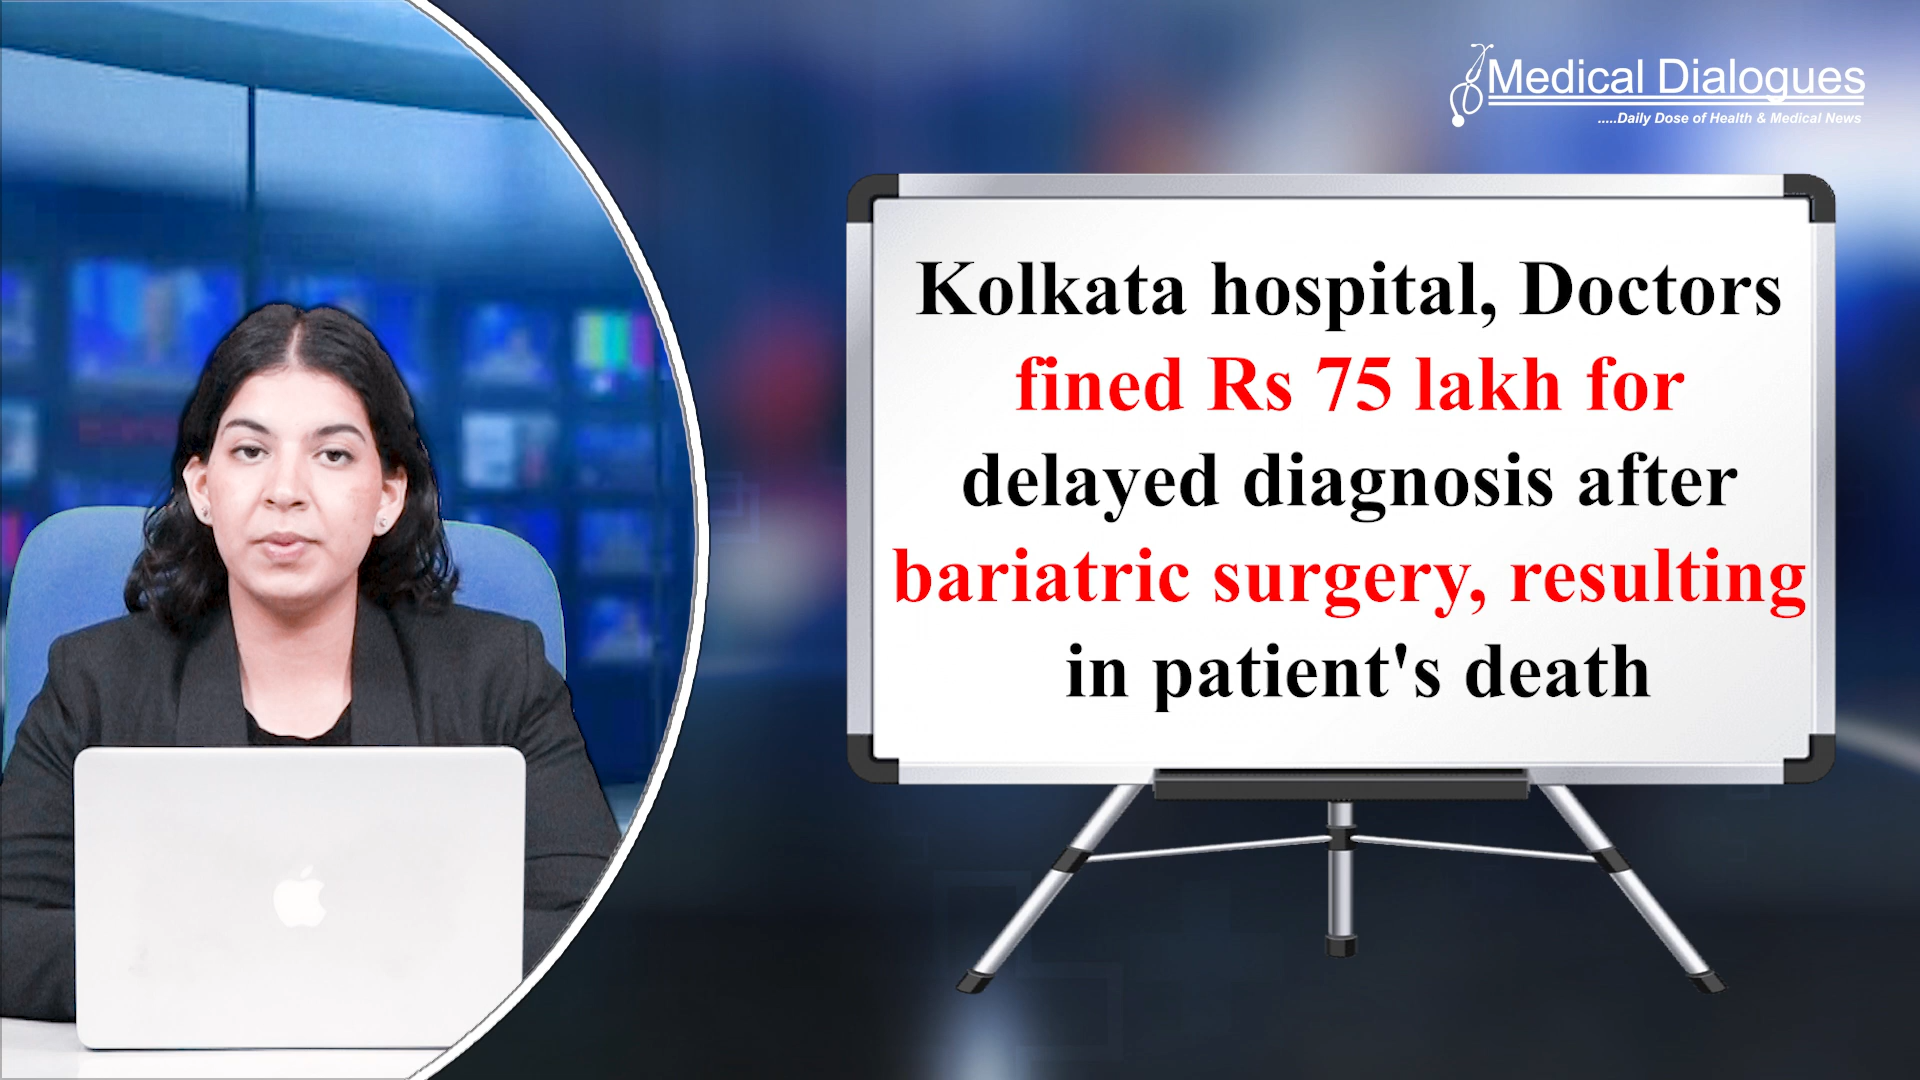 Medical Dialogues
.....Daily Dose of Health & Medical News
Kolkata hospital, Doctors
fined Rs 75 lakh for
delayed diagnosis after
bariatric surgery, resulting
in patient's death